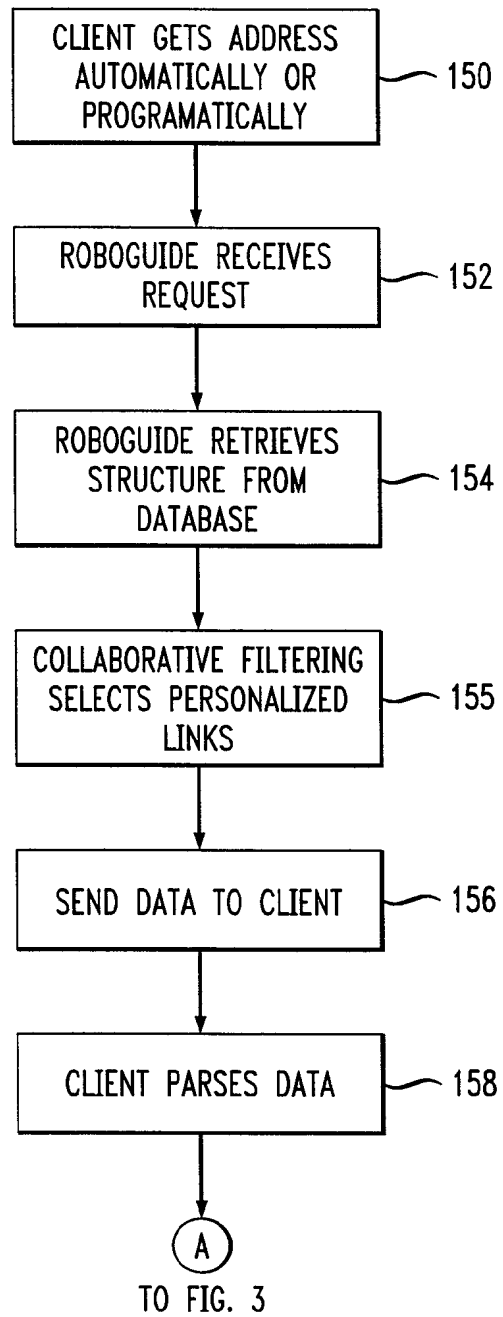 CLIENT GETS ADDRESS
AUTOMATICALLY OR
PROGRAMATICALLY
150
ROBOGUIDE RECEIVES
REQUEST
152
ROBOGUIDE RETRIEVES
STRUCTURE FROM
DATABASE
154
COLLABORATIVE FILTERING
SELECTS PERSONALIZED
LINKS
155
SEND DATA TO CLIENT
156
CLIENT PARSES DATA
158
A
TO FIG. 3